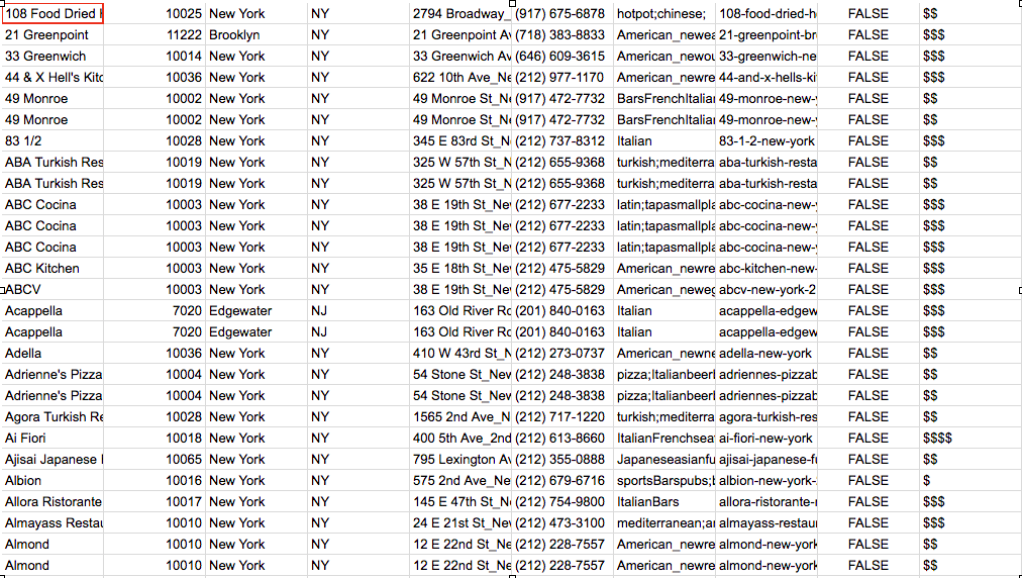 108 Food Dried 10025 New York NY 2794 Broadway_ (917) 675-6878 hotpot;chinese; 108-food-dried-h FALSE $$
21 Greenpoint 11222 Brooklyn NY 21 Greenpoint A (718) 383-8833 American_newea 21-greenpoint-br FALSE $$$
33 Greenwich 10014 New York NY 33 Greenwich Av (646) 609-3615 American_newou 33-greenwich-ne FALSE $$$
44 & X Hell's Kitc 10036 New York NY 622 10th Ave_Ne (212) 977-1170 American_newre 44-and-x-hells-ki FALSE $$$
49 Monroe 10002 New York NY 49 Monroe St_Ne (917) 472-7732 BarsFrenchItalian 49-monroe-new-y FALSE $$
49 Monroe 10002 New York NY 49 Monroe St_Ne (917) 472-7732 BarsFrenchItalian 49-monroe-new-y FALSE $$
83 1/2 10028 New York NY 345 E 83rd St_N (212) 737-8312 Italian 83-1-2-new-york FALSE $$$
ABA Turkish Res 10019 New York NY 325 W 57th St_N (212) 655-9368 turkish;mediterra aba-turkish-resta FALSE $$
ABA Turkish Res 10019 New York NY 325 W 57th St_N (212) 655-9368 turkish;mediterra aba-turkish-resta FALSE $$
ABC Cocina 10003 New York NY 38 E 19th St_Nev (212) 677-2233 latin;tapasmallpla abc-cocina-new-y FALSE $$$
ABC Cocina 10003 New York NY 38 E 19th St_Nev (212) 677-2233 latin;tapasmallpla abc-cocina-new-y FALSE $$$
ABC Cocina 10003 New York NY 38 E 19th St_Nev (212) 677-2233 latin;tapasmallpla abc-cocina-new-y FALSE $$$
ABC Kitchen 10003 New York NY 35 E 18th St_Nev (212) 475-5829 American_newre abc-kitchen-new- FALSE $$$
ABCV 10003 New York NY 38 E 19th St_Nev (212) 475-5829 American_neweg abcv-new-york-2 FALSE $$$
Acappella 7020 Edgewater NJ 163 Old River Rc (201) 840-0163 Italian acappella-edgew FALSE $$$
Acappella 7020 Edgewater NJ 163 Old River Rc (201) 840-0163 Italian acappella-edgew FALSE $$$
Adella 10036 New York NY 410 W 43rd St_N (212) 273-0737 American_newne adella-new-york FALSE $$
Adrienne's Pizza 10004 New York NY 54 Stone St_Nev (212) 248-3838 pizza;Italianbeerl adriennes-pizzab FALSE $$
Adrienne's Pizza 10004 New York NY 54 Stone St_Nev (212) 248-3838 pizza;Italianbeerl adriennes-pizzab FALSE $$
Agora Turkish Re 10028 New York NY 1565 2nd Ave_N (212) 717-1220 turkish;mediterra agora-turkish-res FALSE $$
Ai Fiori 10018 New York NY 400 5th Ave_2nd (212) 613-8660 ItalianFrenchsea ai-fiori-new-york FALSE $$$$
Ajisai Japanese 10065 New York NY 795 Lexington Av (212) 355-0888 Japaneseasianfu ajisai-japanese-fu FALSE $$
Albion 10016 New York NY 575 2nd Ave_Ne (212) 679-6716 sportsBarspubs;b albion-new-york- FALSE $
Allora Ristorante 10017 New York NY 145 E 47th St_N (212) 754-9800 ItalianBars allora-ristorante- FALSE $$$
Almayass Restau 10010 New York NY 24 E 21st St_Nev (212) 473-3100 mediterranean;ar almayass-restaur FALSE $$$
Almond 10010 New York NY 12 E 22nd St_Ne (212) 228-7557 American_newre almond-new-york FALSE $$
Almond 10010 New York NY 12 E 22nd St_Ne (212) 228-7557 American_newre almond-new-york FALSE $$